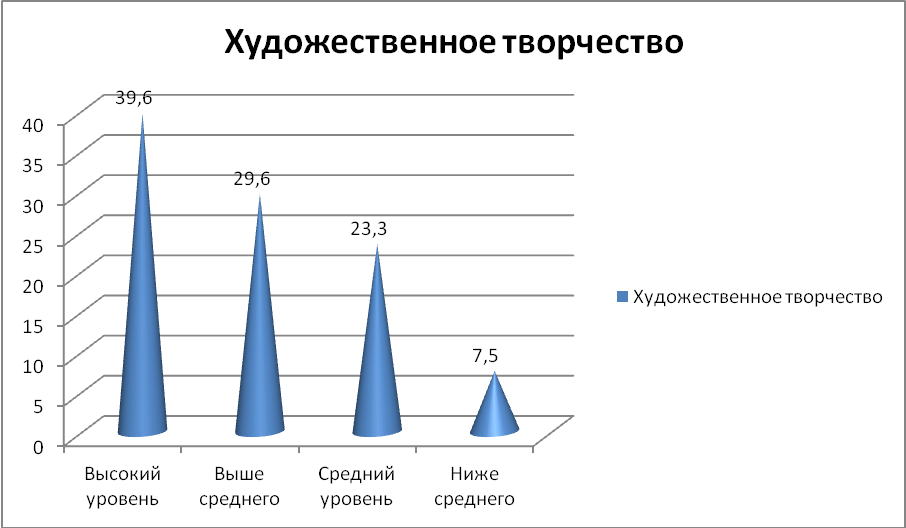 Художественное творчество
39,6
29,6
23,3
7,5
40
35
30
25
20
15
10
5
0
Высокий
уровень
Выше
среднего
Средний
уровень
Ниже
среднего
Художественное творчество